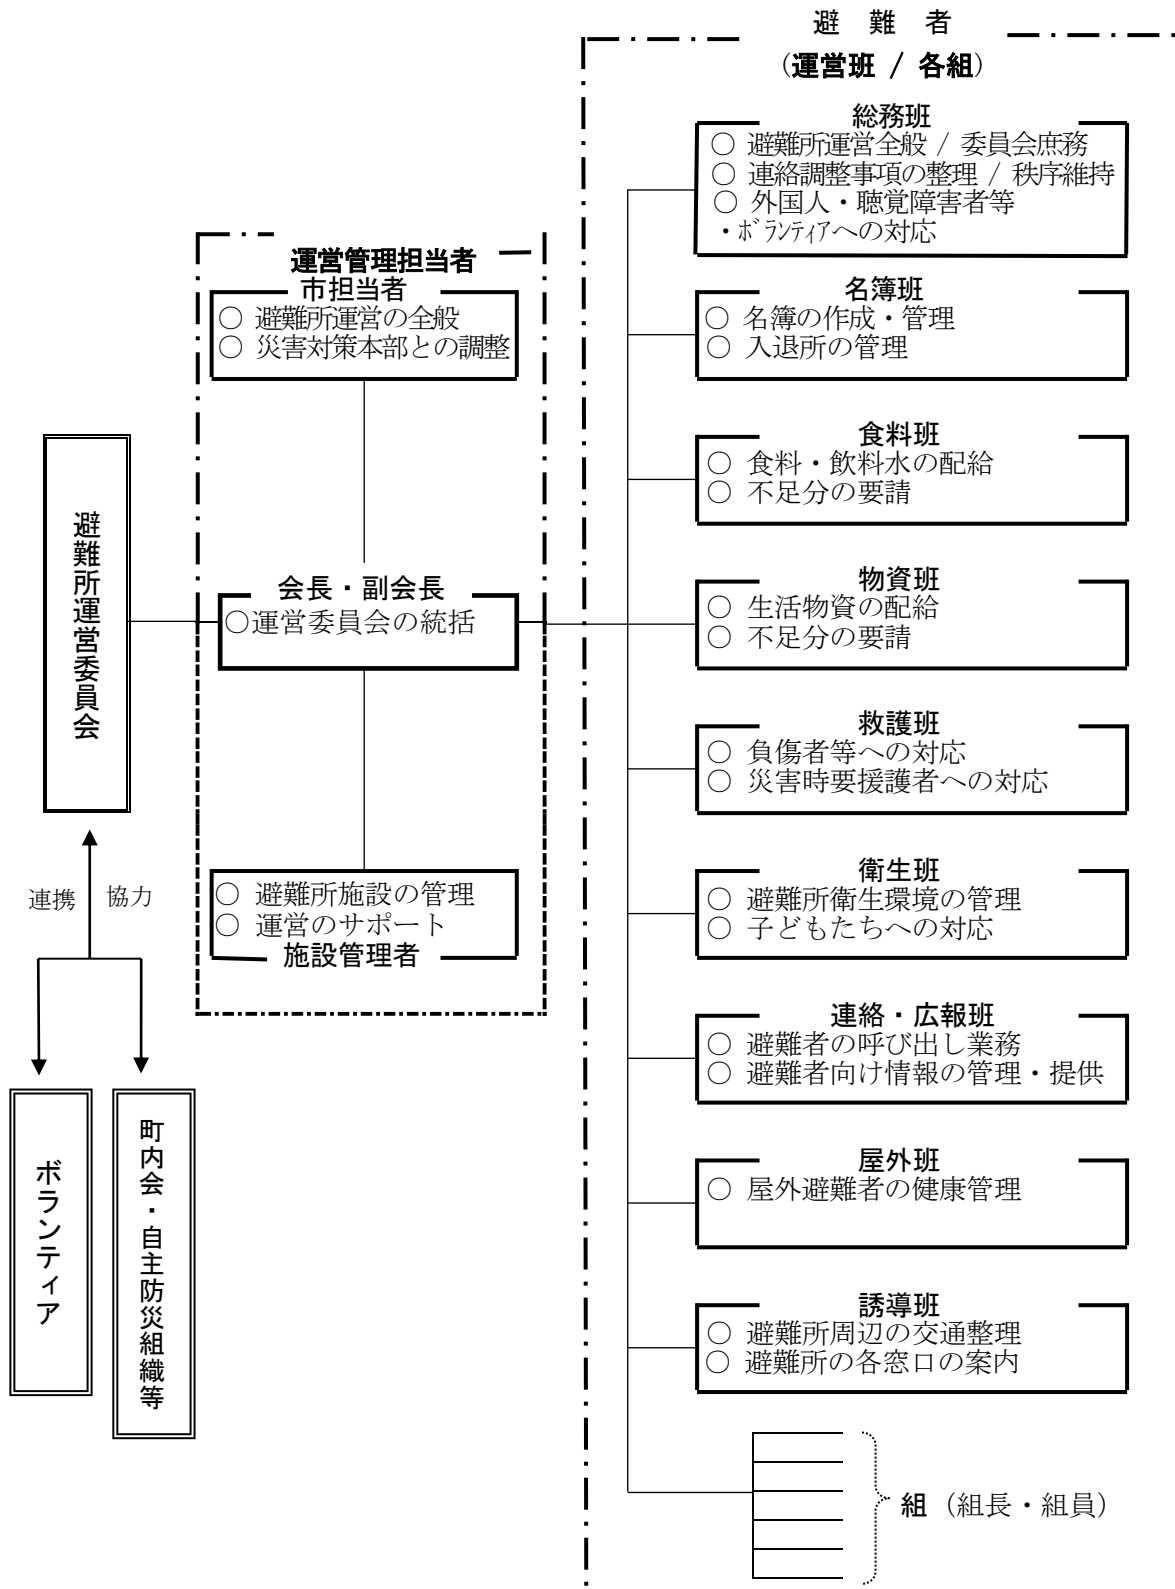 避難所運営委員会
連携
協力
ボランティア
町内会・自主防災組織等
運営管理担当者
市担当者
○ 避難所運営の全般
○ 災害対策本部との調整
会長・副会長
○運営委員会の統括
○ 避難所施設の管理
○ 運営のサポート
施設管理者
避 難 者
(運営班 / 各組)
総務班
○ 避難所運営全般 / 委員会庶務
○ 連絡調整事項の整理 / 秩序維持
○ 外国人・聴覚障害者等
・ボランティアへの対応
名簿班
○ 名簿の作成・管理
○ 入退所の管理
食料班
○ 食料・飲料水の配給
○ 不足分の要請
物資班
○ 生活物資の配給
○ 不足分の要請
救護班
○ 負傷者等への対応
○ 災害時要援護者への対応
衛生班
○ 避難所衛生環境の管理
○ 子どもたちへの対応
連絡・広報班
○ 避難者の呼び出し業務
○ 避難者向け情報の管理・提供
屋外班
○ 屋外避難者の健康管理
誘導班
○ 避難所周辺の交通整理
○ 避難所の各窓口の案内
組（組長・組員）